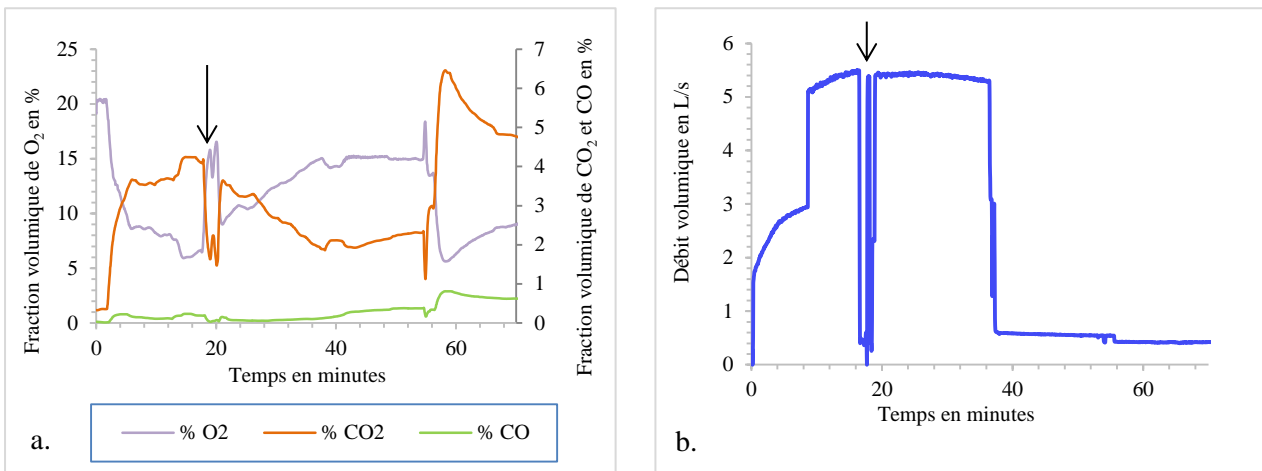 Fraction volumique de O2 en %
25
20
15
10
5
0
7
6
5
4
3
2
1
0
Fraction volumique de CO2 et CO en %
0 20 40 60
Temps en minutes
% O2 % CO2 % CO
a.
Débit volumique en L/s
6
5
4
3
2
1
0
0 20 40 60
Temps en minutes
b.